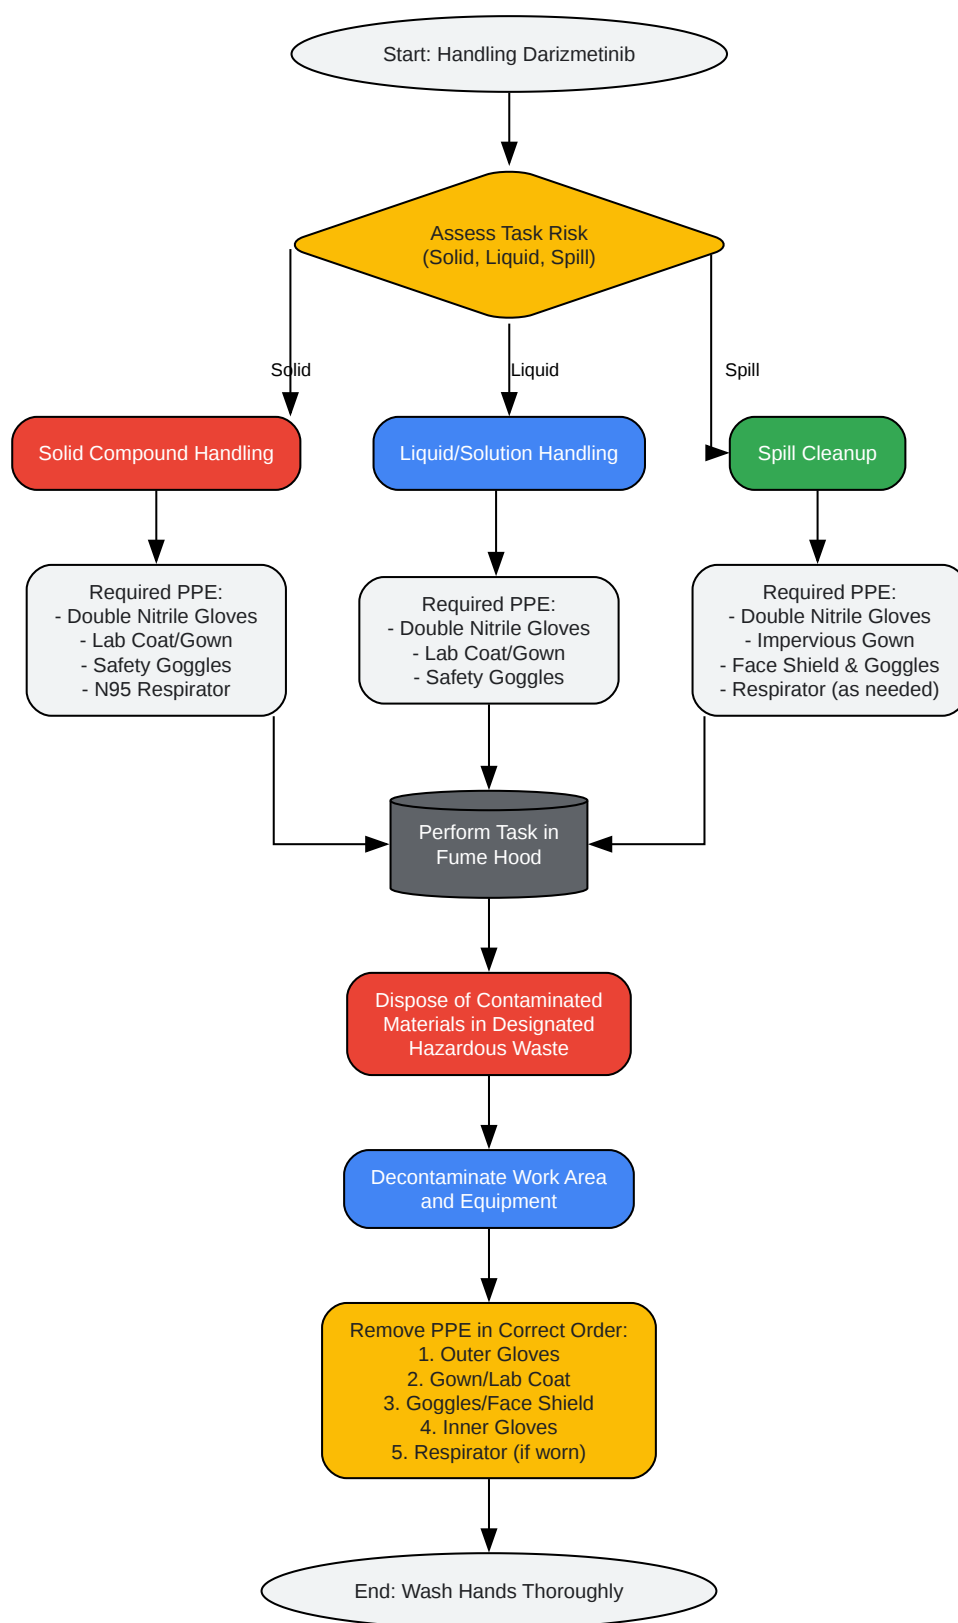 Start: Handling Darizmetinib
Assess Task Risk
(Solid, Liquid, Spill)
Solid
Liquid
Spill
Solid Compound Handling
Liquid/Solution Handling
Spill Cleanup
Required PPE:
- Double Nitrile Gloves
- Lab Coat/Gown
- Safety Goggles
- N95 Respirator
Required PPE:
- Double Nitrile Gloves
- Lab Coat/Gown
- Safety Goggles
Required PPE:
- Double Nitrile Gloves
- Impervious Gown
- Face Shield & Goggles
- Respirator (as needed)
Perform Task in
Fume Hood
Dispose of Contaminated
Materials in Designated
Hazardous Waste
Decontaminate Work Area
and Equipment
Remove PPE in Correct Order:
1. Outer Gloves
2. Gown/Lab Coat
3. Goggles/Face Shield
4. Inner Gloves
5. Respirator (if worn)
End: Wash Hands Thoroughly